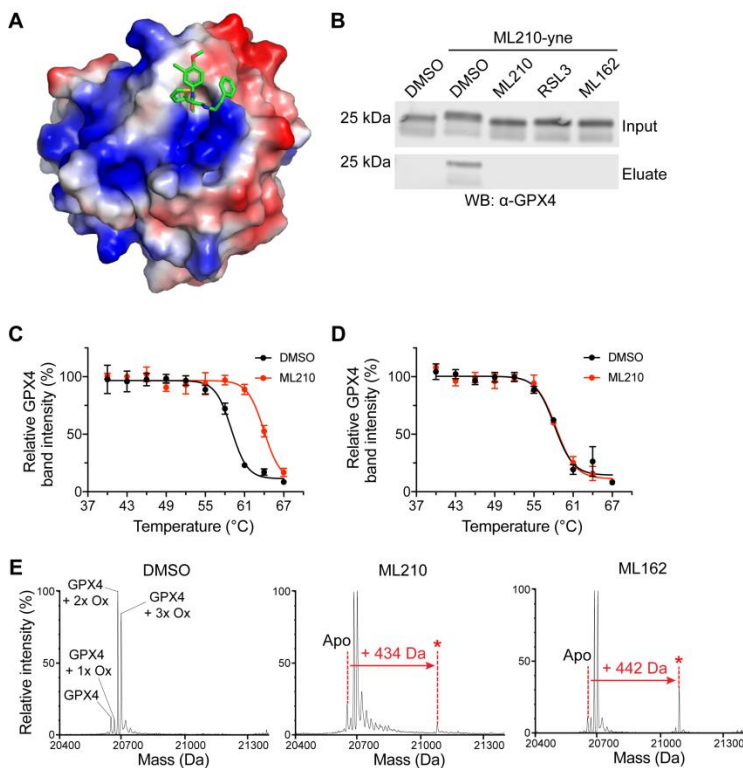 A
B
ML210-yne
DMSO
DMSO
ML210
RSL3
ML162
25 kDa
Input
25 kDa
Eluate
WB: α-GPX4
C
Relative GPX4
band intensity (%)
100
50
0
37 43 49 55 61 67
Temperature (°C)
DMSO
ML210
D
Relative GPX4
band intensity (%)
100
50
0
37 43 49 55 61 67
Temperature (°C)
DMSO
ML210
E
DMSO
Relative intensity (%)
100
50
0
GPX4
+ 2x Ox
GPX4
+ 3x Ox
GPX4
+ 1x Ox
GPX4
20400 20700 21000 21300
Mass (Da)
ML210
100
50
0
Apo
+ 434 Da
*
20400 20700 21000 21300
Mass (Da)
ML162
100
50
0
Apo
+ 442 Da
*
20400 20700 21000 21300
Mass (Da)